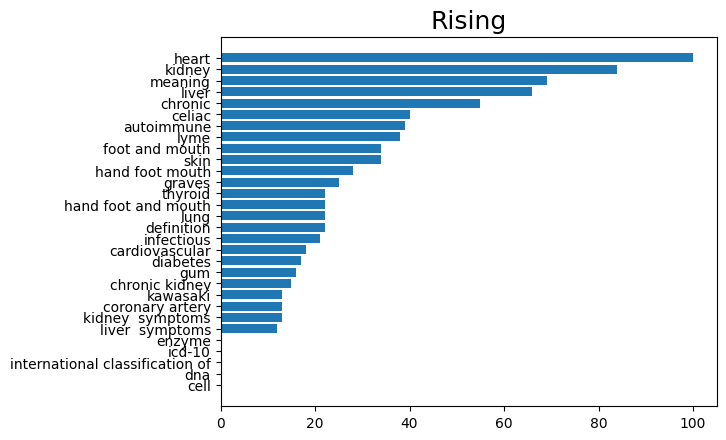 Rising
heart
kidney
meaning
liver
chronic
celiac
autoimmune
lyme
foot and mouth
skin
hand foot mouth
graves
thyroid
hand foot and mouth
lung
definition
infectious
cardiovascular
diabetes
gum
chronic kidney
kawasaki
coronary artery
kidney  symptoms
liver  symptoms
enzyme
icd-10
international classification of
dna
cell
0 20 40 60 80 100